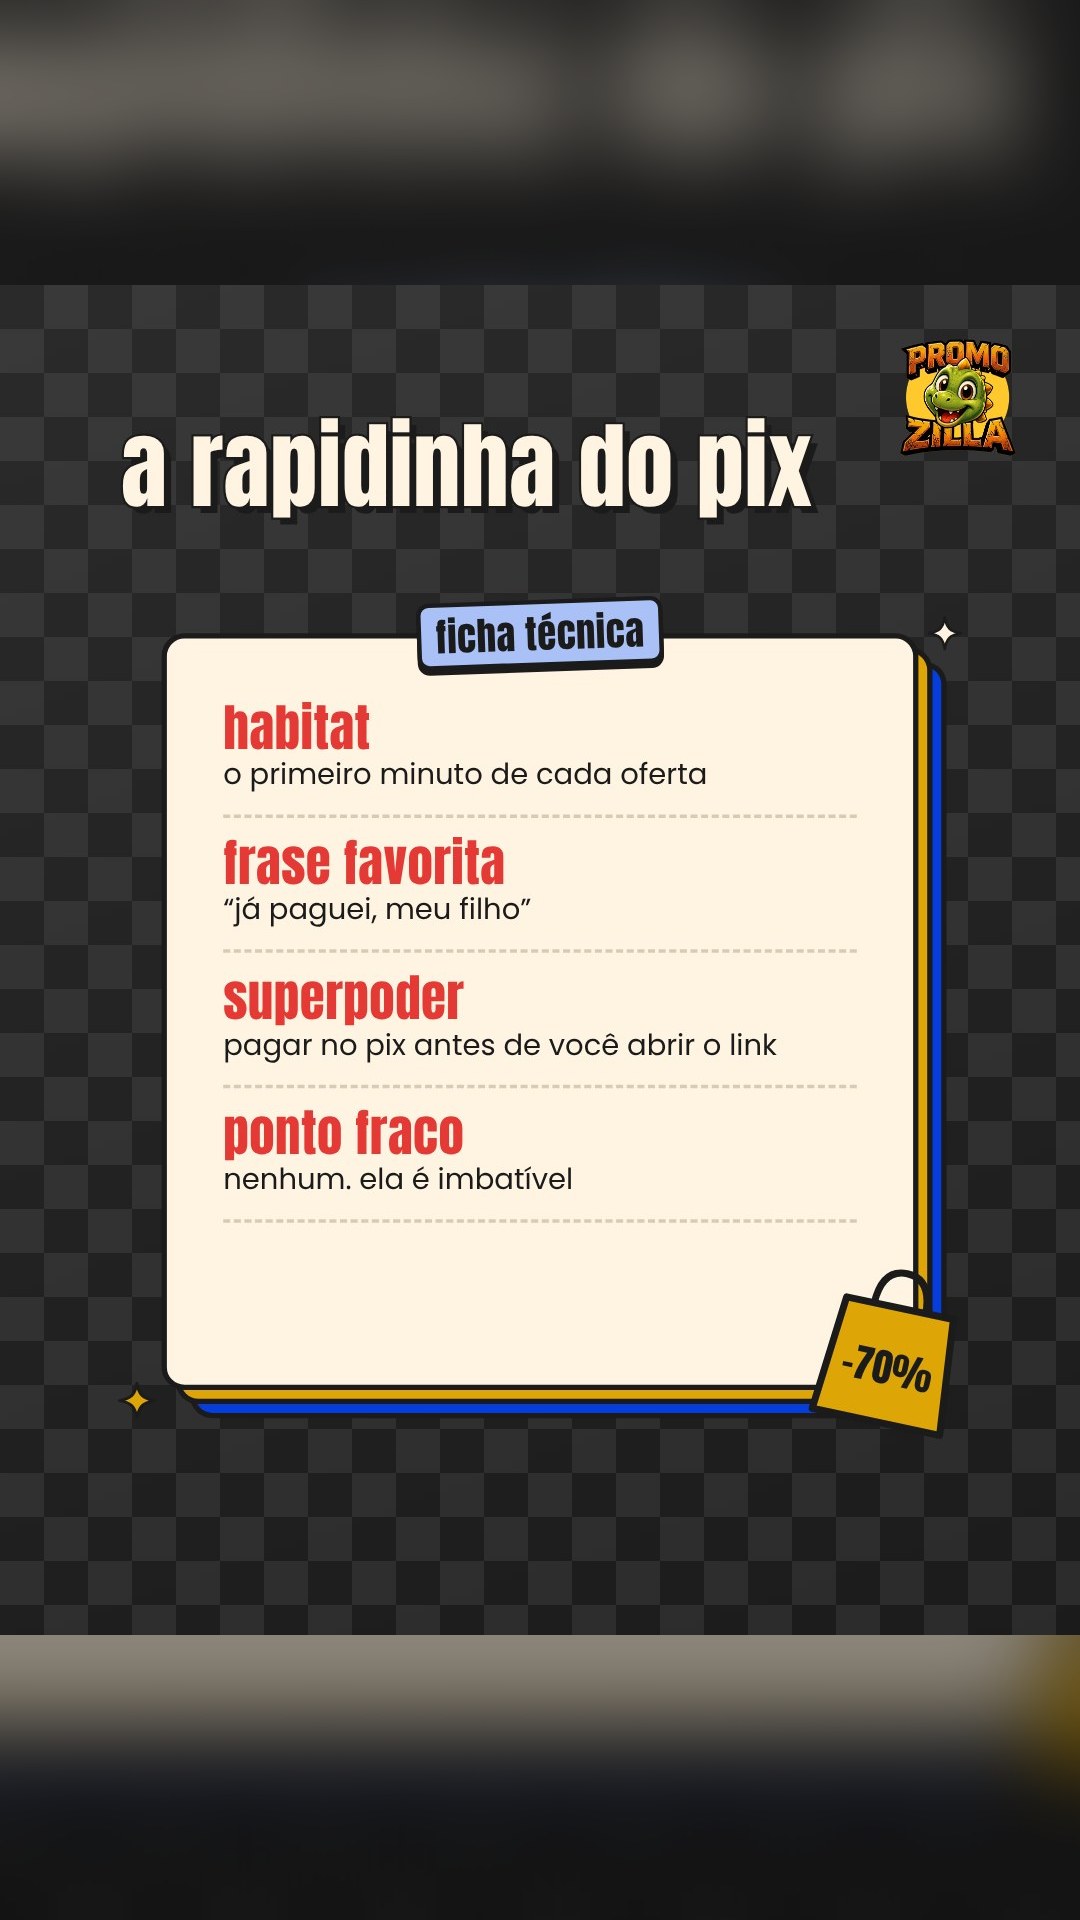 PROMO
ZILLA
a rapidinha do pix
ficha técnica
habitat
o primeiro minuto de cada oferta
frase favorita
“já paguei, meu filho”
superpoder
pagar no pix antes de você abrir o link
ponto fraco
nenhum. ela é imbatível
-70%